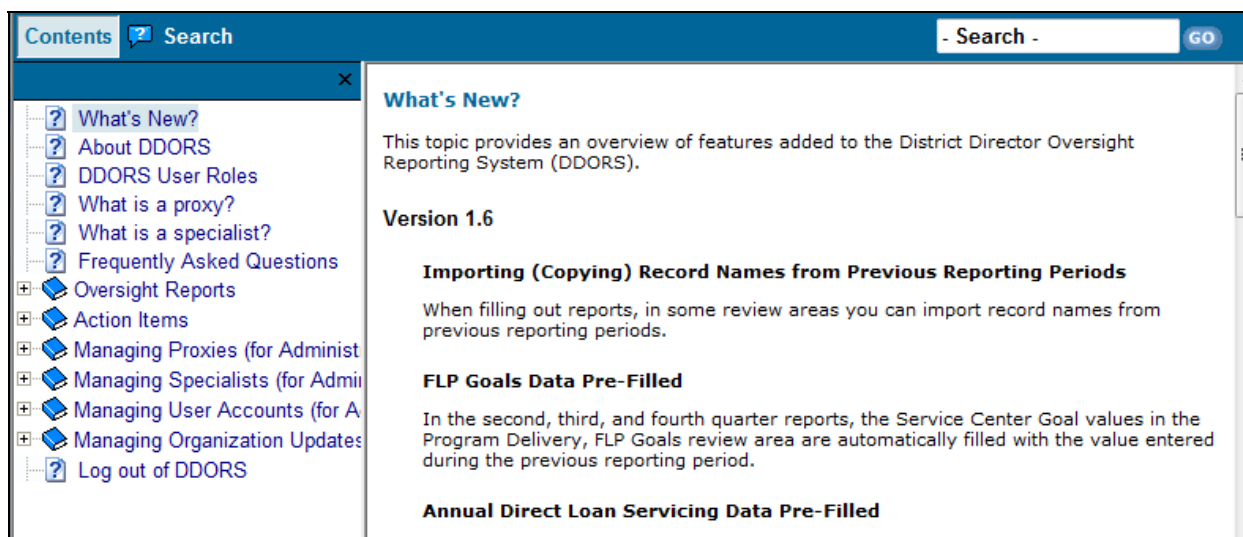 Contents Search - Search - GO
What's New?
About DDORS
DDORS User Roles
What is a proxy?
What is a specialist?
Frequently Asked Questions
Oversight Reports
Action Items
Managing Proxies (for Administ
Managing Specialists (for Admi
Managing User Accounts (for A
Managing Organization Updates
Log out of DDORS
What's New?
This topic provides an overview of features added to the District Director Oversight
Reporting System (DDORS).
Version 1.6
Importing (Copying) Record Names from Previous Reporting Periods
When filling out reports, in some review areas you can import record names from
previous reporting periods.
FLP Goals Data Pre-Filled
In the second, third, and fourth quarter reports, the Service Center Goal values in the
Program Delivery, FLP Goals review area are automatically filled with the value entered
during the previous reporting period.
Annual Direct Loan Servicing Data Pre-Filled